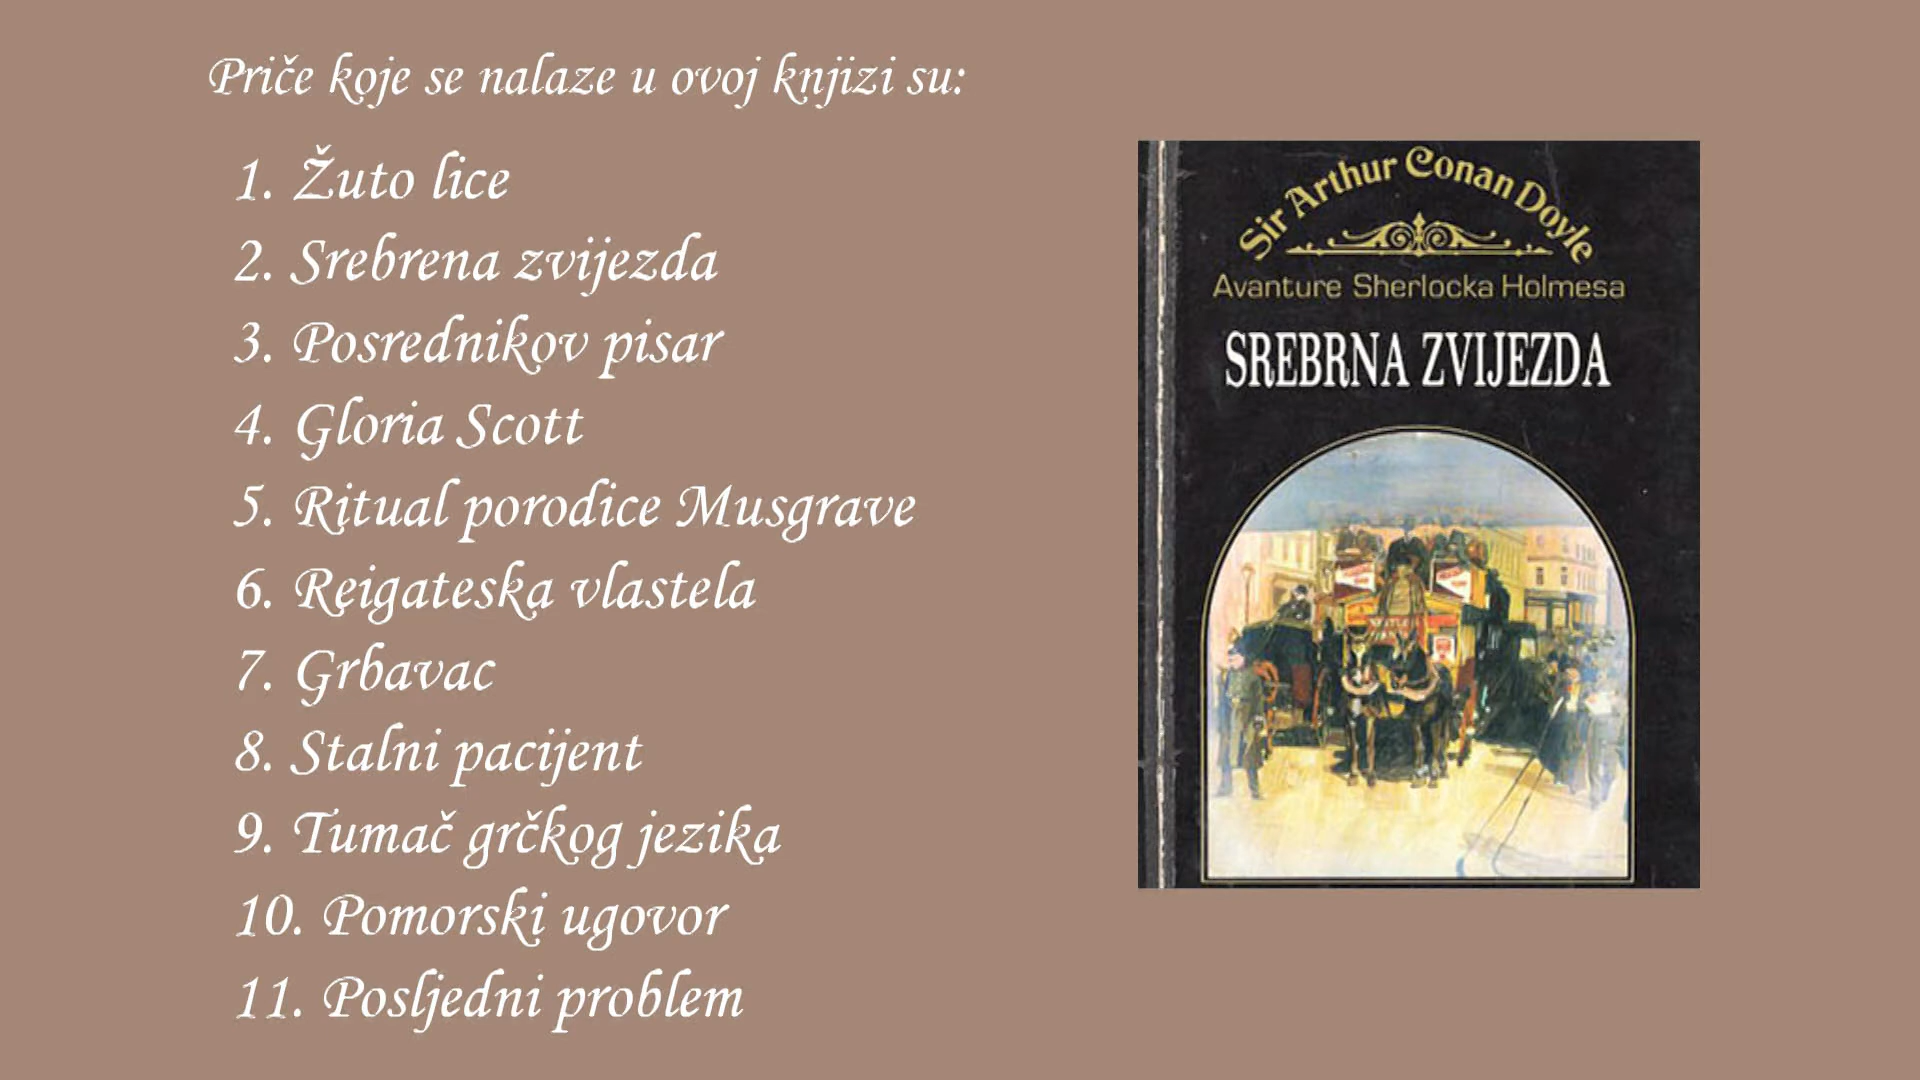 Priče koje se nalaze u ovoj knjizi su:
1. Žuto lice
2. Srebrena zvijezda
3. Posrednikov pisar
4. Gloria Scott
5. Ritual porodice Musgrave
6. Reigateska vlastela
7. Grbavac
8. Stalni pacijent
9. Tumač grčkog jezika
10. Pomorski ugovor
11. Posljedni problem
Sir Arthur Conan Doyle
Avanture Sherlocka Holmesa
SREBRNA ZVIJEZDA